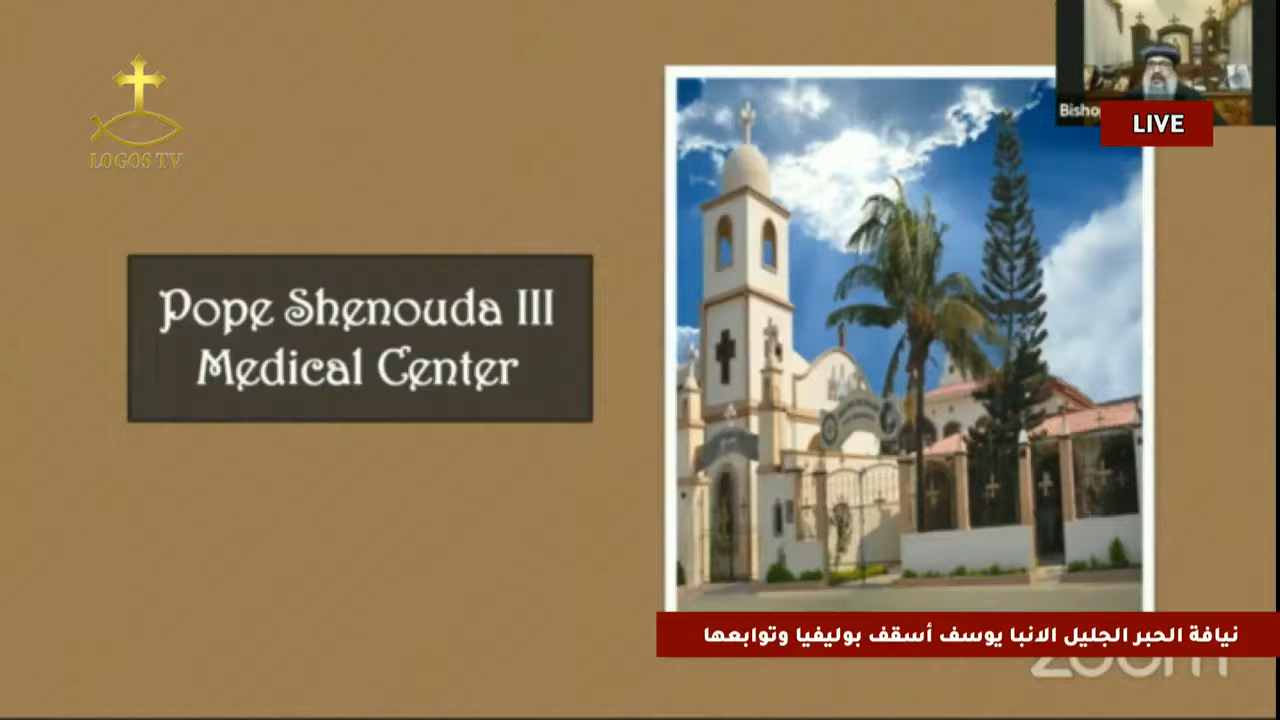 LOGOS TV
Bisho
LIVE
Pope Shenouda III
Medical Center
نيافة الحبر الجليل الانبا يوسف أسقف بوليفيا وتوابعها
zoom